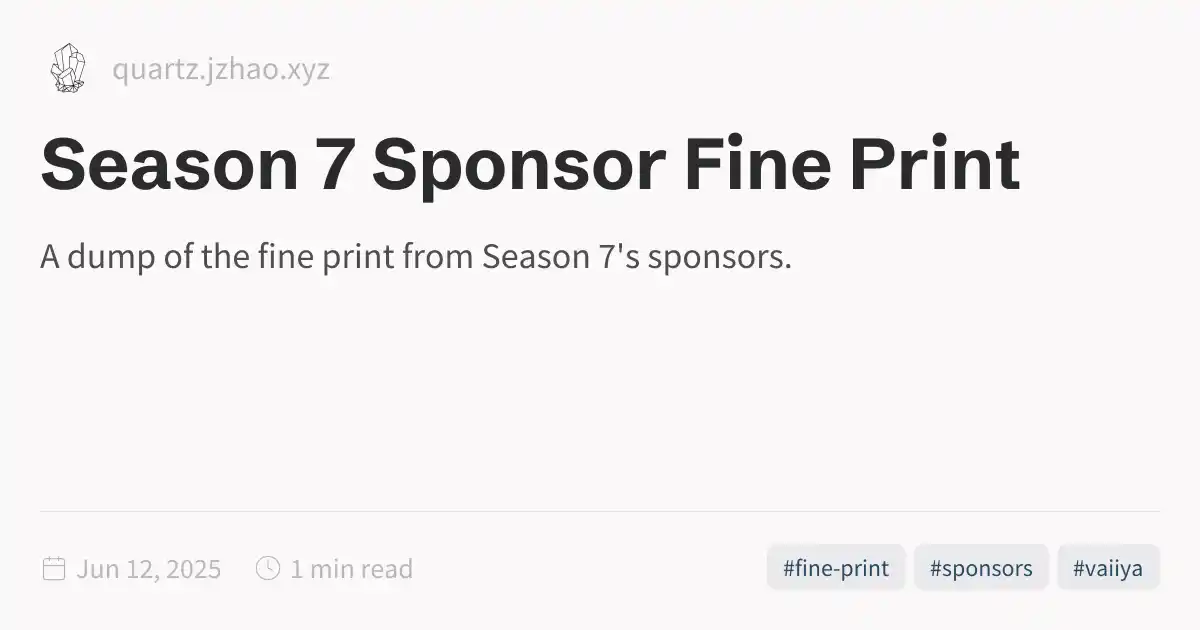 quartz.jzhao.xyz
Season 7 Sponsor Fine Print
A dump of the fine print from Season 7's sponsors.
Jun 12, 2025 1 min read #fine-print #sponsors #vaiiya